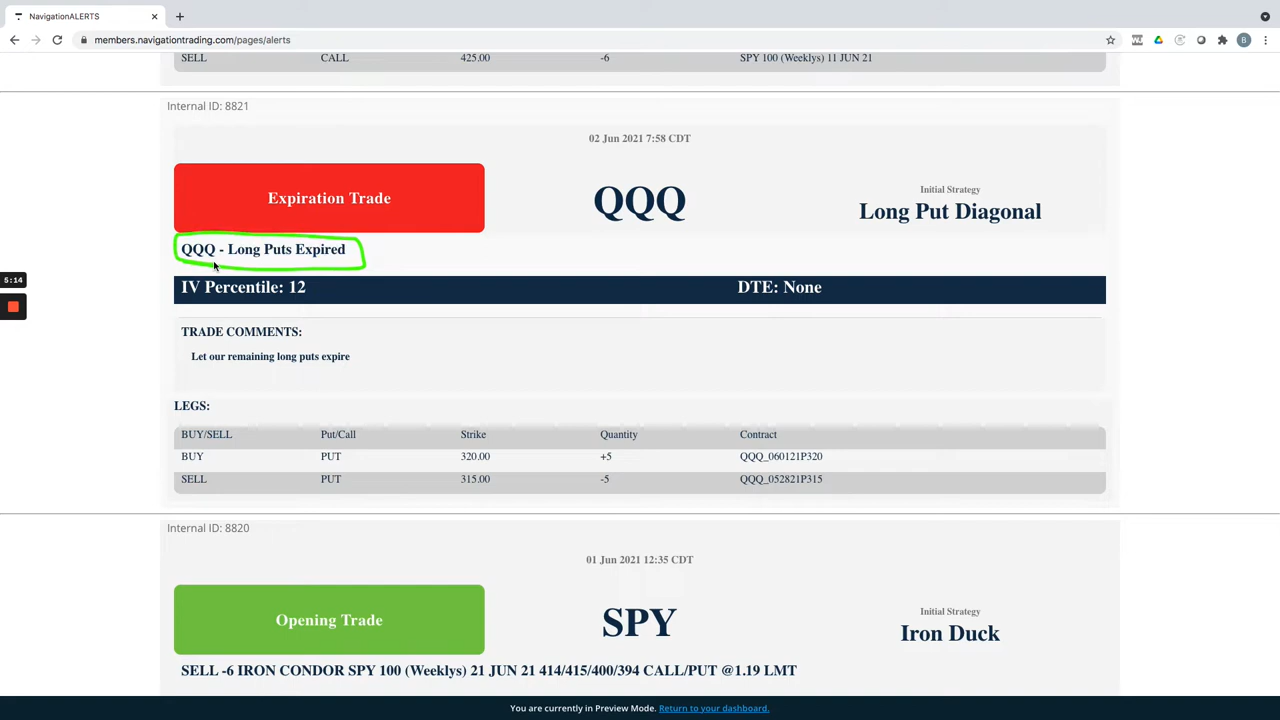 NavigationALERTS
members.navigationtrading.com/pages/alerts
B
SELL CALL 425.00 -6 SPY 100 (Weeklys) 11 JUN 21
Internal ID: 8821
02 Jun 2021 7:58 CDT
Expiration Trade
QQQ
Initial Strategy
Long Put Diagonal
QQQ - Long Puts Expired
5:14
IV Percentile: 12 DTE: None
TRADE COMMENTS:
Let our remaining long puts expire
LEGS:
BUY/SELL Put/Call Strike Quantity Contract
BUY PUT 320.00 +5 QQQ_060121P320
SELL PUT 315.00 -5 QQQ_052821P315
Internal ID: 8820
01 Jun 2021 12:35 CDT
Opening Trade
SPY
Initial Strategy
Iron Duck
SELL -6 IRON CONDOR SPY 100 (Weeklys) 21 JUN 21 414/415/400/394 CALL/PUT @1.19 LMT
You are currently in Preview Mode. Return to your dashboard.